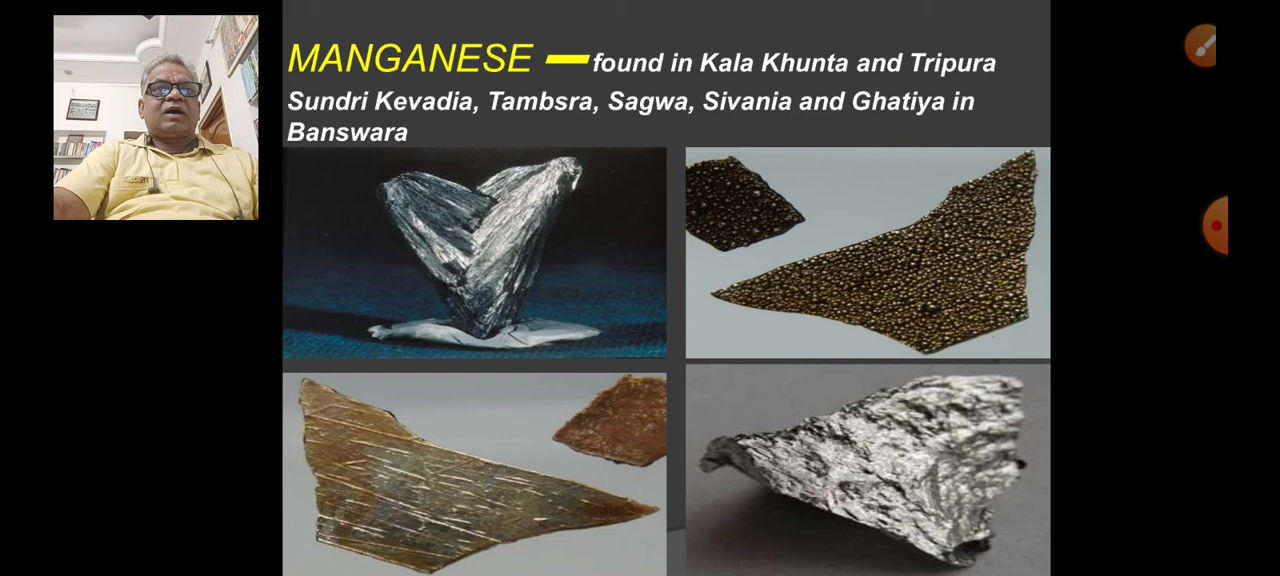 MANGANESE — found in Kala Khunta and Tripura
Sundri Kevadia, Tambsra, Sagwa, Sivania and Ghatiya in
Banswara